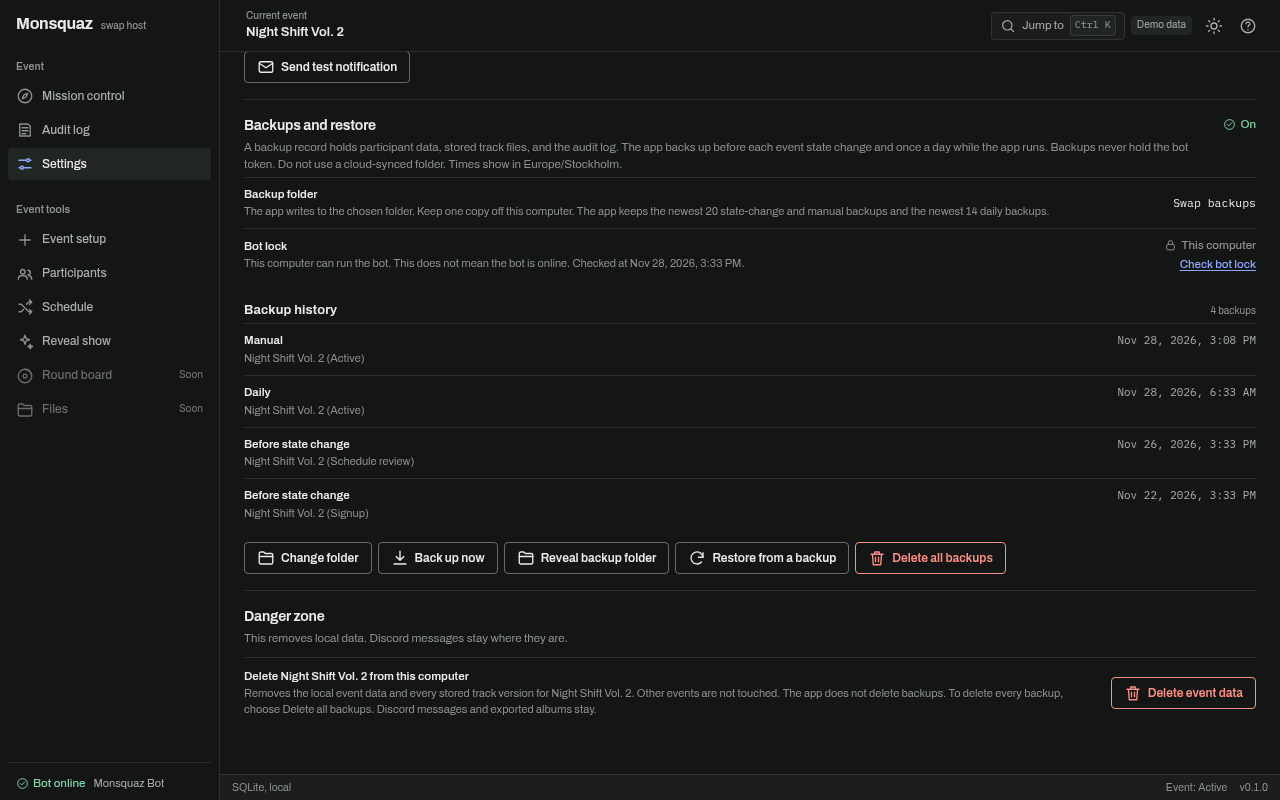 Monsquaz swap host
Event
Mission control
Audit log
Settings
Event tools
Event setup
Participants
Schedule
Reveal show
Round board Soon
Files Soon
Bot online Monsquaz Bot
Current event
Night Shift Vol. 2
Jump to Ctrl K
Demo data
Send test notification
Backups and restore
On
A backup record holds participant data, stored track files, and the audit log. The app backs up before each event state change and once a day while the app runs. Backups never hold the bot
token. Do not use a cloud-synced folder. Times show in Europe/Stockholm.
Backup folder
The app writes to the chosen folder. Keep one copy off this computer. The app keeps the newest 20 state-change and manual backups and the newest 14 daily backups.
Swap backups
Bot lock
This computer can run the bot. This does not mean the bot is online. Checked at Nov 28, 2026, 3:33 PM.
This computer
Check bot lock
Backup history
4 backups
Manual
Night Shift Vol. 2 (Active)
Nov 28, 2026, 3:08 PM
Daily
Night Shift Vol. 2 (Active)
Nov 28, 2026, 6:33 AM
Before state change
Night Shift Vol. 2 (Schedule review)
Nov 26, 2026, 3:33 PM
Before state change
Night Shift Vol. 2 (Signup)
Nov 22, 2026, 3:33 PM
Change folder
Back up now
Reveal backup folder
Restore from a backup
Delete all backups
Danger zone
This removes local data. Discord messages stay where they are.
Delete Night Shift Vol. 2 from this computer
Removes the local event data and every stored track version for Night Shift Vol. 2. Other events are not touched. The app does not delete backups. To delete every backup,
choose Delete all backups. Discord messages and exported albums stay.
Delete event data
SQLite, local
Event: Active v0.1.0